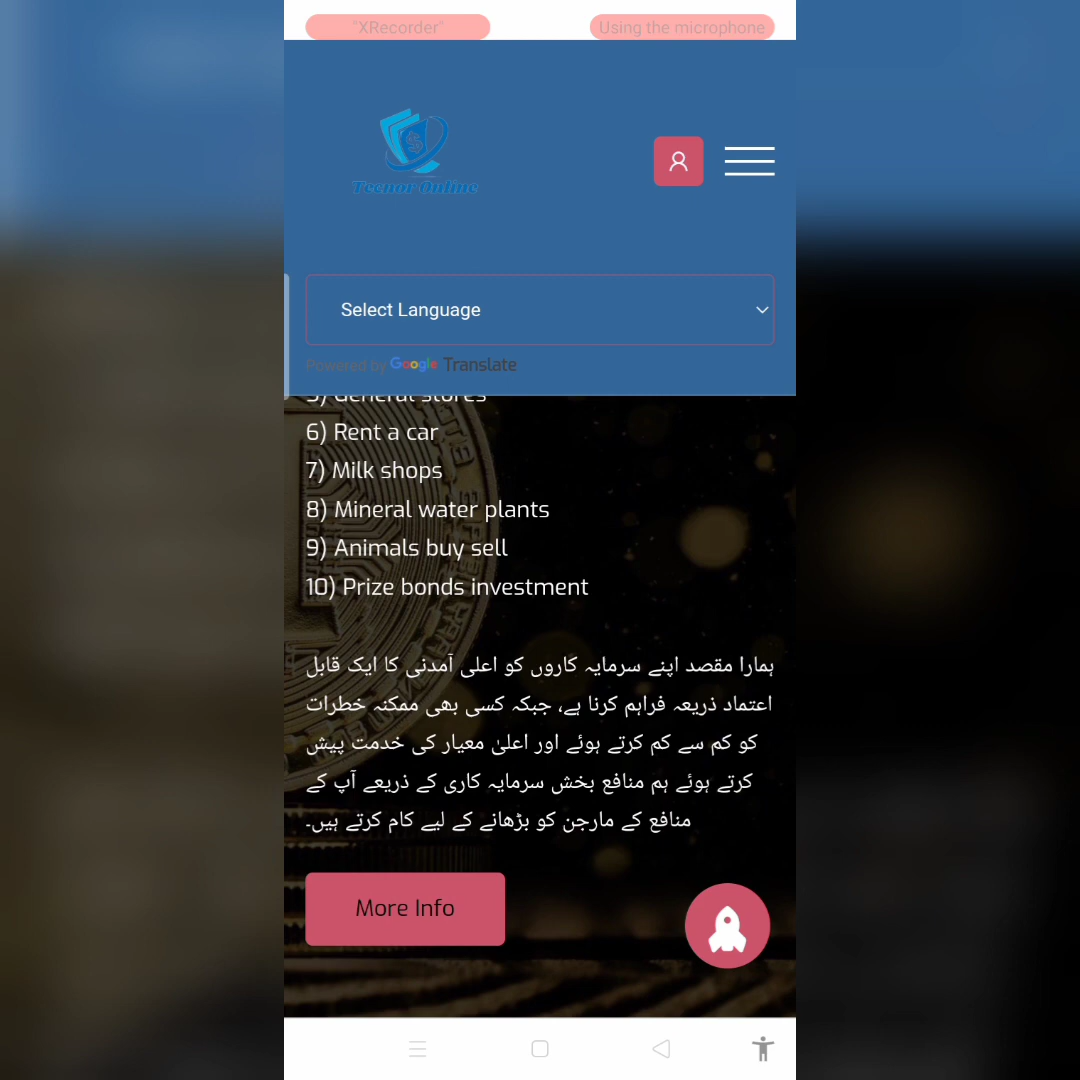 "XRecorder"
Using the microphone
Tecnor Online
Select Language
Powered by Google Translate
5) General stores
6) Rent a car
7) Milk shops
8) Mineral water plants
9) Animals buy sell
10) Prize bonds investment
ہمارا مقصد اپنے سرمایہ کاروں کو اعلی آمدنی کا ایک قابل
اعتماد ذریعہ فراہم کرنا ہے، جبکہ کسی بھی ممکنہ خطرات
کو کم سے کم کرتے ہوئے اور اعلیٰ معیار کی خدمت پیش
کرتے ہوئے ہم منافع بخش سرمایہ کاری کے ذریعے آپ کے
منافع کے مارجن کو بڑھانے کے لیے کام کرتے ہیں۔
More Info